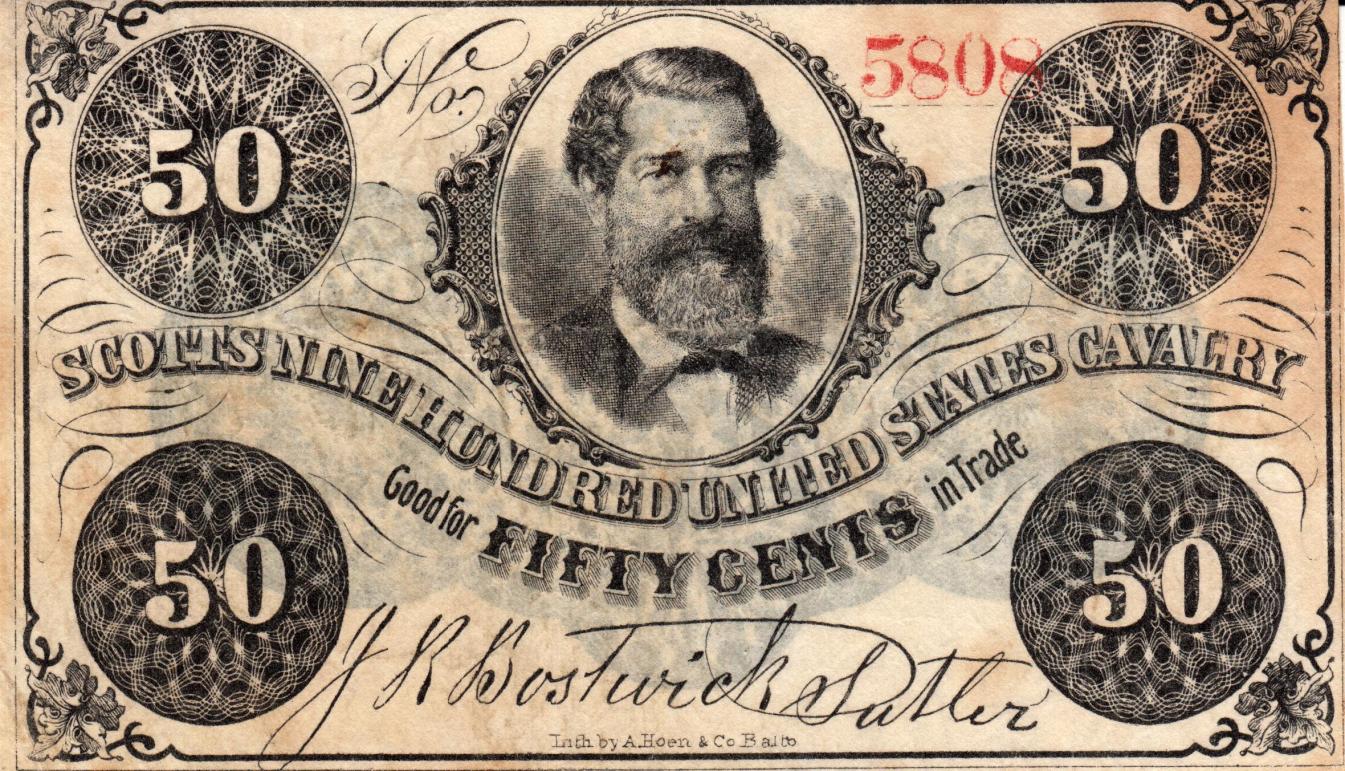 50
No.
5808
50
SCOTTS NINE HUNDRED UNITED STATES CAVALRY
Good for FIFTY CENTS in Trade
50
50
J R Bostwick Sutler
Lith by A. Hoen & Co Balto